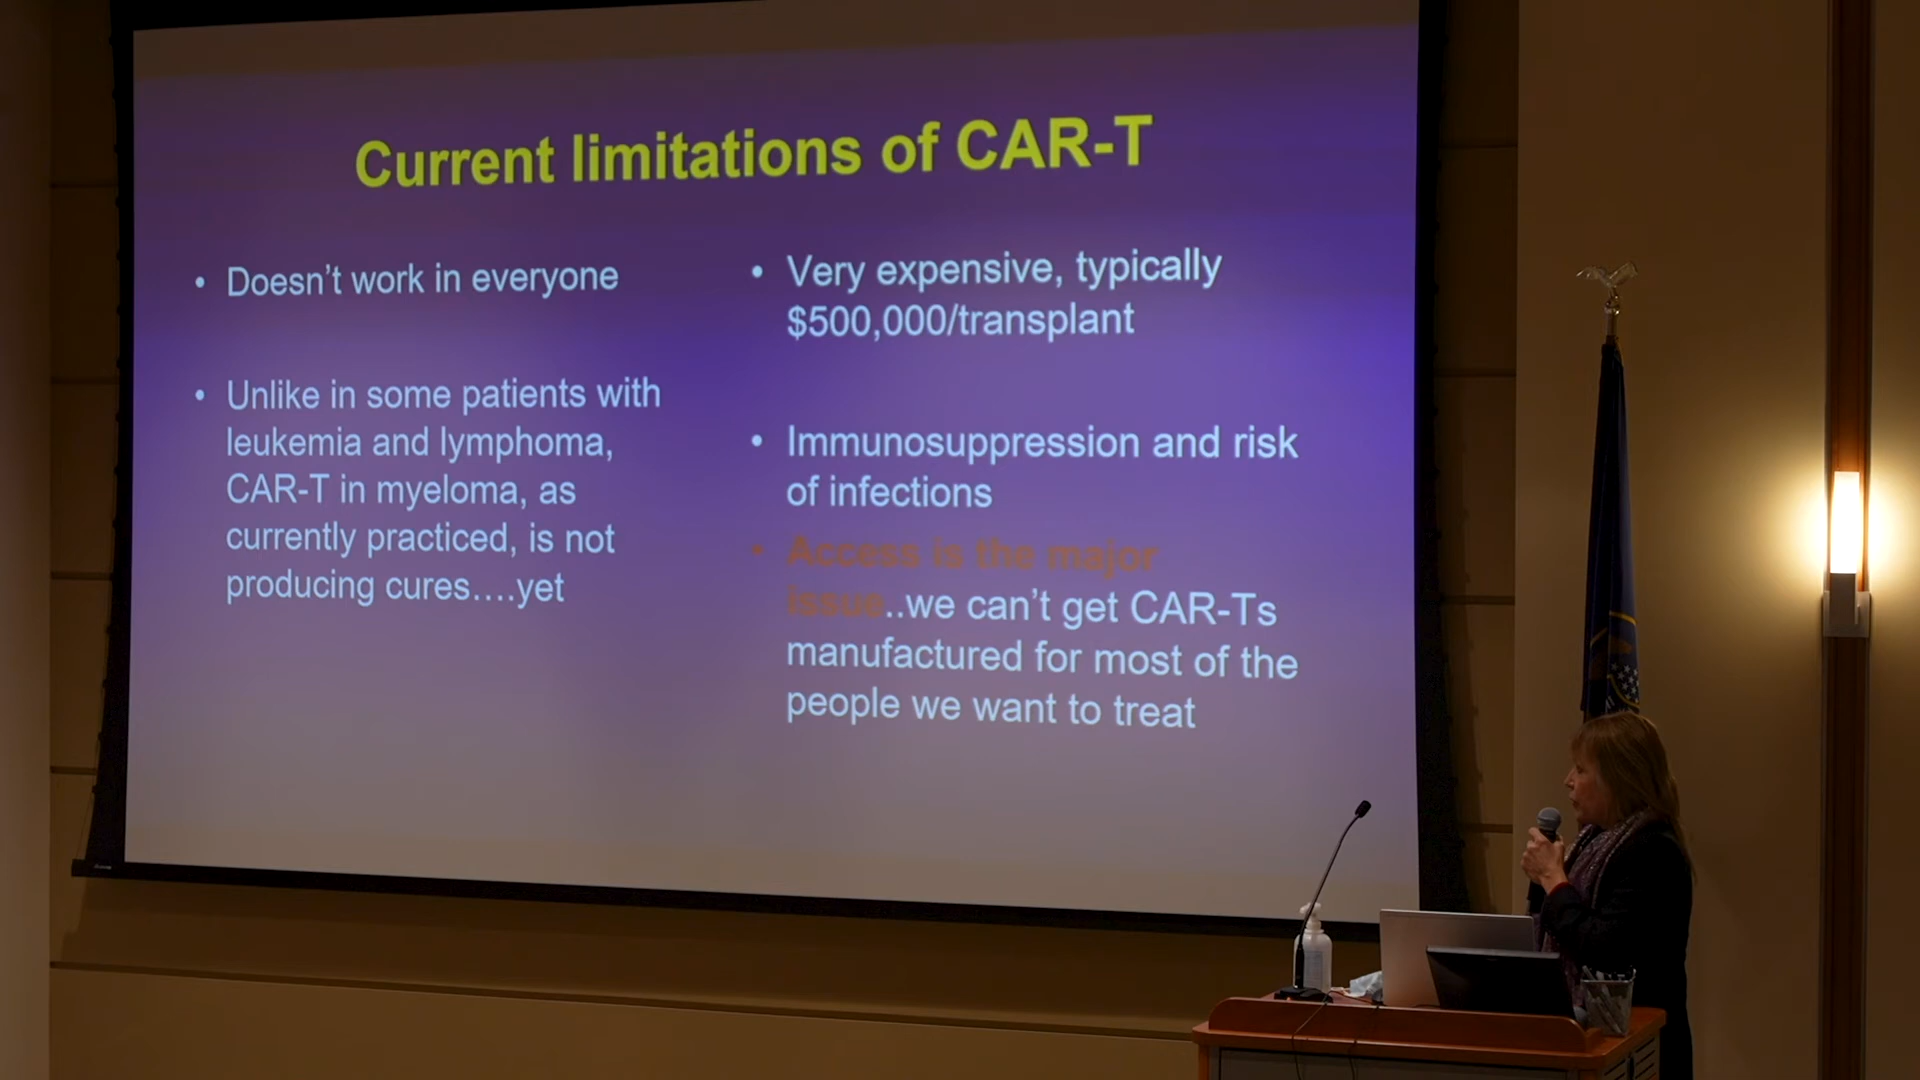 Current limitations of CAR-T
• Doesn't work in everyone
• Unlike in some patients with
leukemia and lymphoma,
CAR-T in myeloma, as
currently practiced, is not
producing cures....yet
• Very expensive, typically
$500,000/transplant
• Immunosuppression and risk
of infections
• Access is the major
issue..we can't get CAR-Ts
manufactured for most of the
people we want to treat